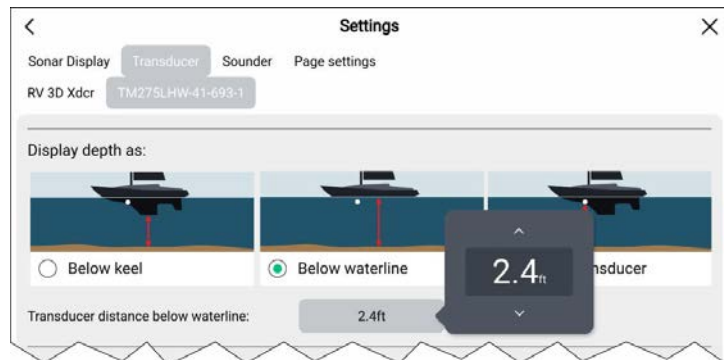 Settings
Sonar Display Transducer Sounder Page settings
RV 3D Xdcr TM275LHW-41-693-1
Display depth as:
Below keel Below waterline
2.4ft
Transducer distance below waterline: 2.4ft